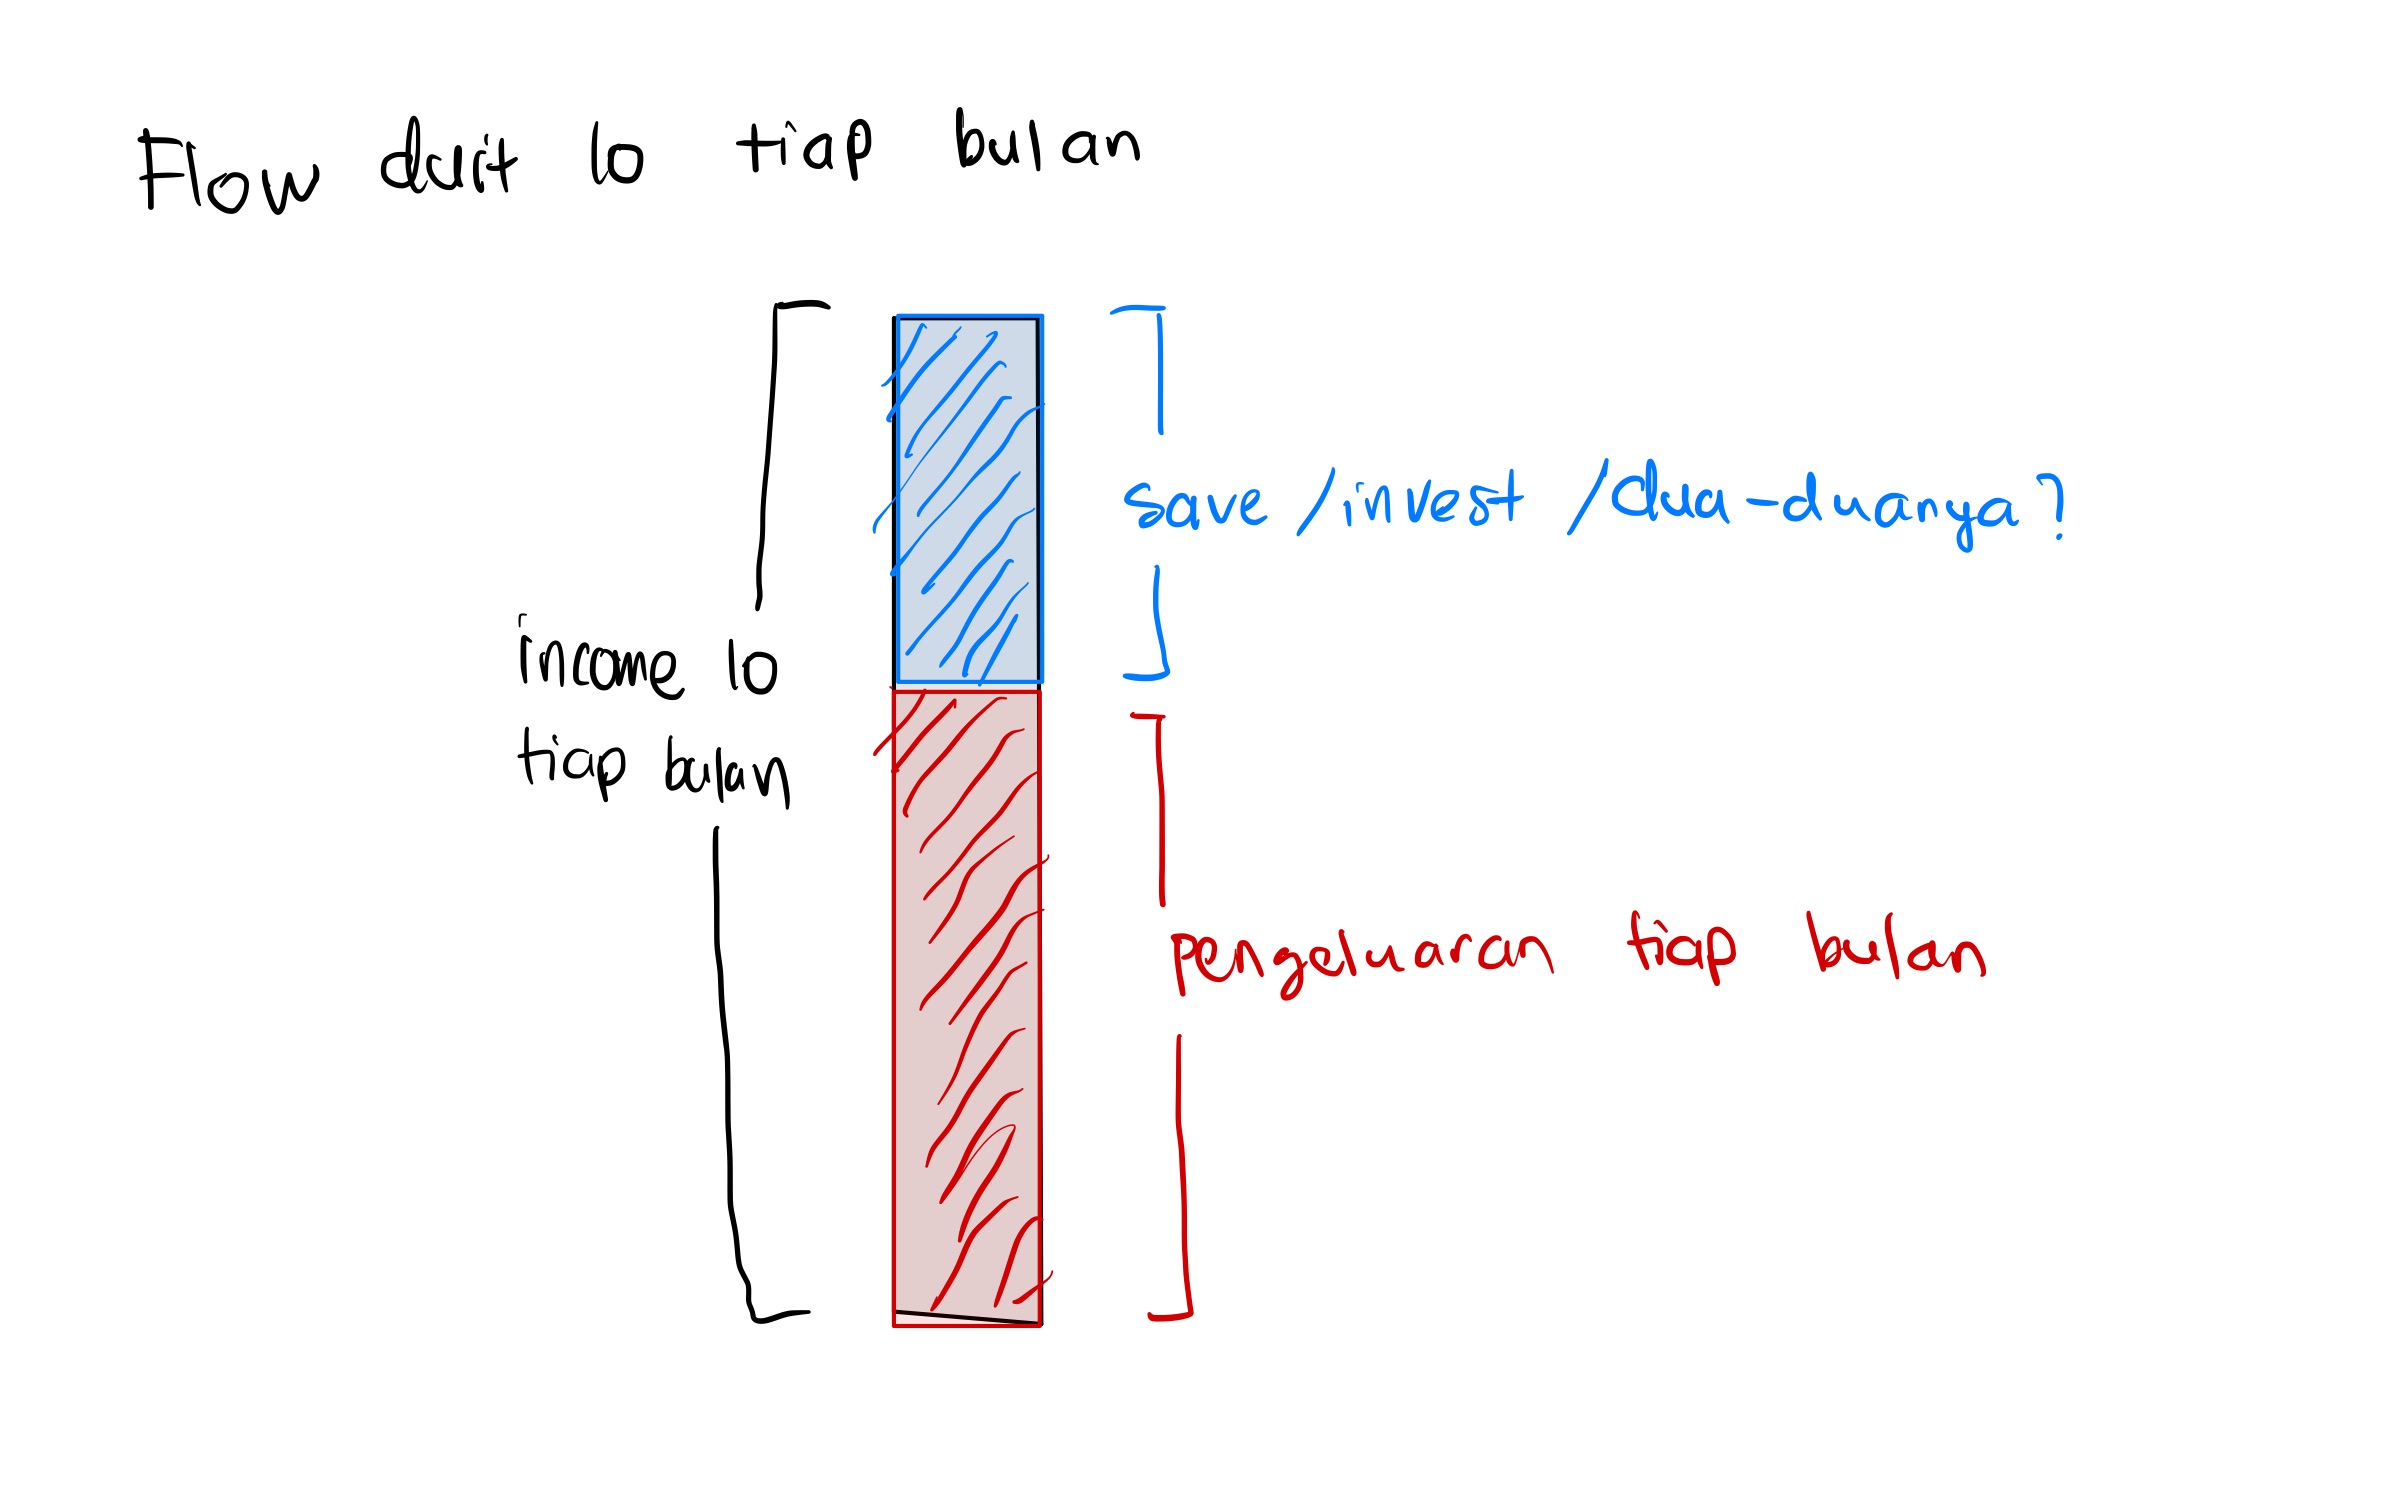 Flow duit lo tiap bulan
save / invest / dua-duanya?
income lo
tiap bulan
Pengeluaran tiap bulan